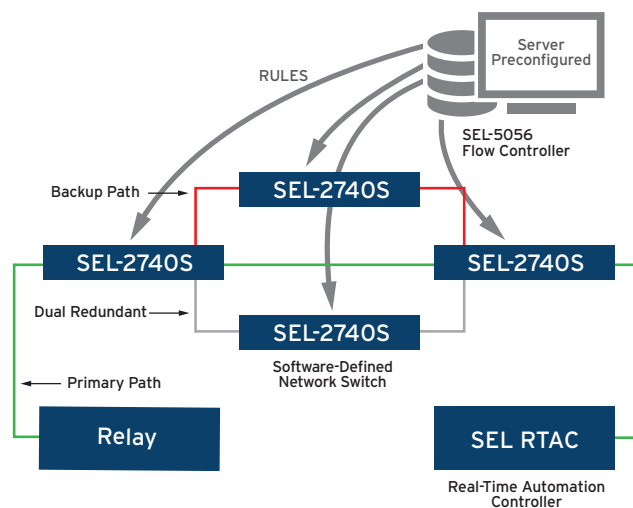 Server
Preconfigured
RULES
SEL-5056
Flow Controller
Backup Path
SEL-2740S
SEL-2740S
SEL-2740S
Dual Redundant
SEL-2740S
Software-Defined
Network Switch
Primary Path
Relay
SEL RTAC
Real-Time Automation
Controller